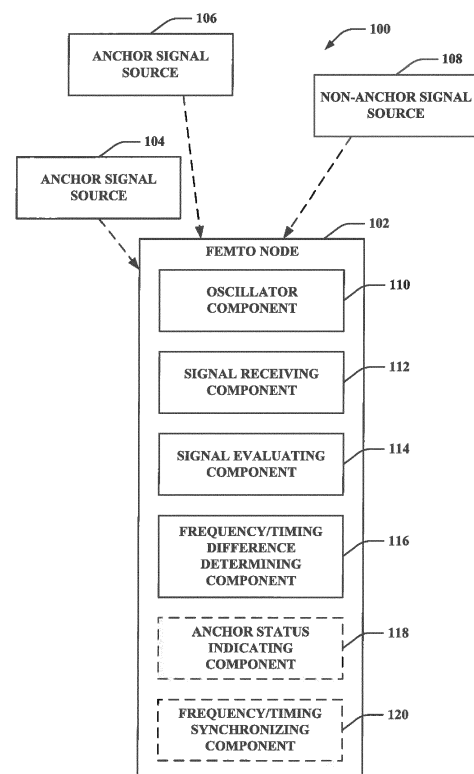 106
100
ANCHOR SIGNAL
SOURCE
108
NON-ANCHOR SIGNAL
SOURCE
104
ANCHOR SIGNAL
SOURCE
102
FEMTO NODE
OSCILLATOR
COMPONENT
110
SIGNAL RECEIVING
COMPONENT
112
SIGNAL EVALUATING
COMPONENT
114
FREQUENCY/TIMING
DIFFERENCE
DETERMINING
COMPONENT
116
ANCHOR STATUS
INDICATING
COMPONENT
118
FREQUENCY/TIMING
SYNCHRONIZING
COMPONENT
120